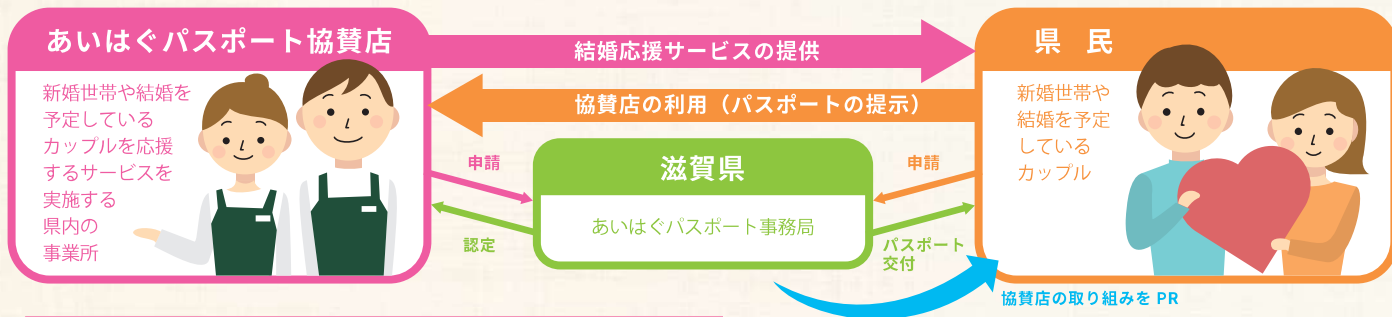 あいはぐパスポート協賛店
新婚世帯や結婚を
予定している
カップルを応援
するサービスを
実施する
県内の
事業所
結婚応援サービスの提供
協賛店の利用（パスポートの提示）
申請
認定
滋賀県
あいはぐパスポート事務局
申請
パスポート
交付
県 民
新婚世帯や
結婚を予定
している
カップル
協賛店の取り組みを PR